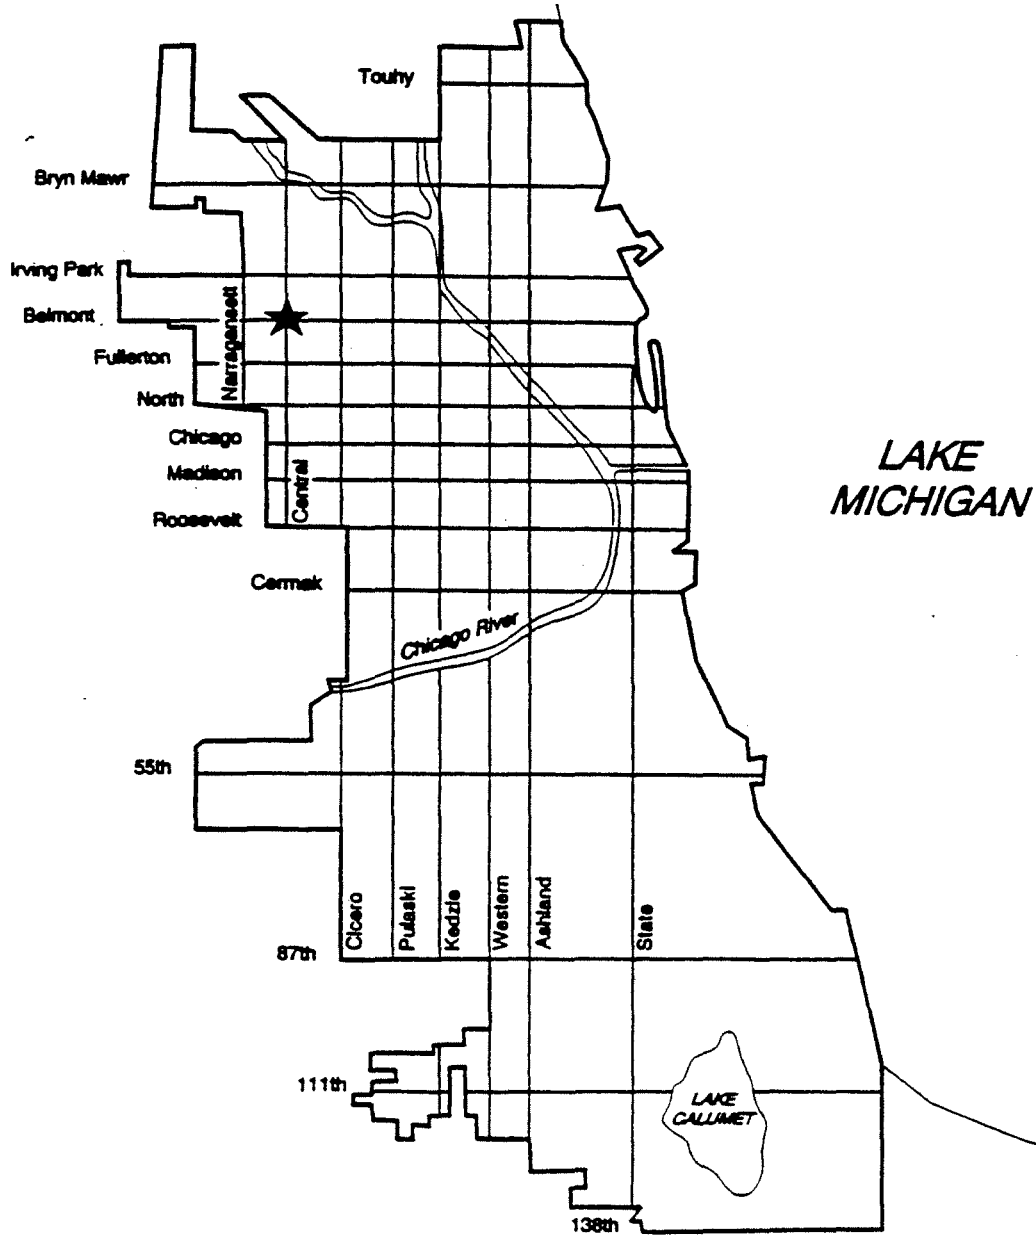 Touhy
Bryn Mawr
Irving Park
Belmont
Narragansett
Fullerton
North
Chicago
LAKE
MICHIGAN
Madison
Central
Roosevelt
Cermak
Chicago River
55th
Cicero
Pulaski
Kedzie
Western
Ashland
State
87th
111th
LAKE
CALUMET
138th